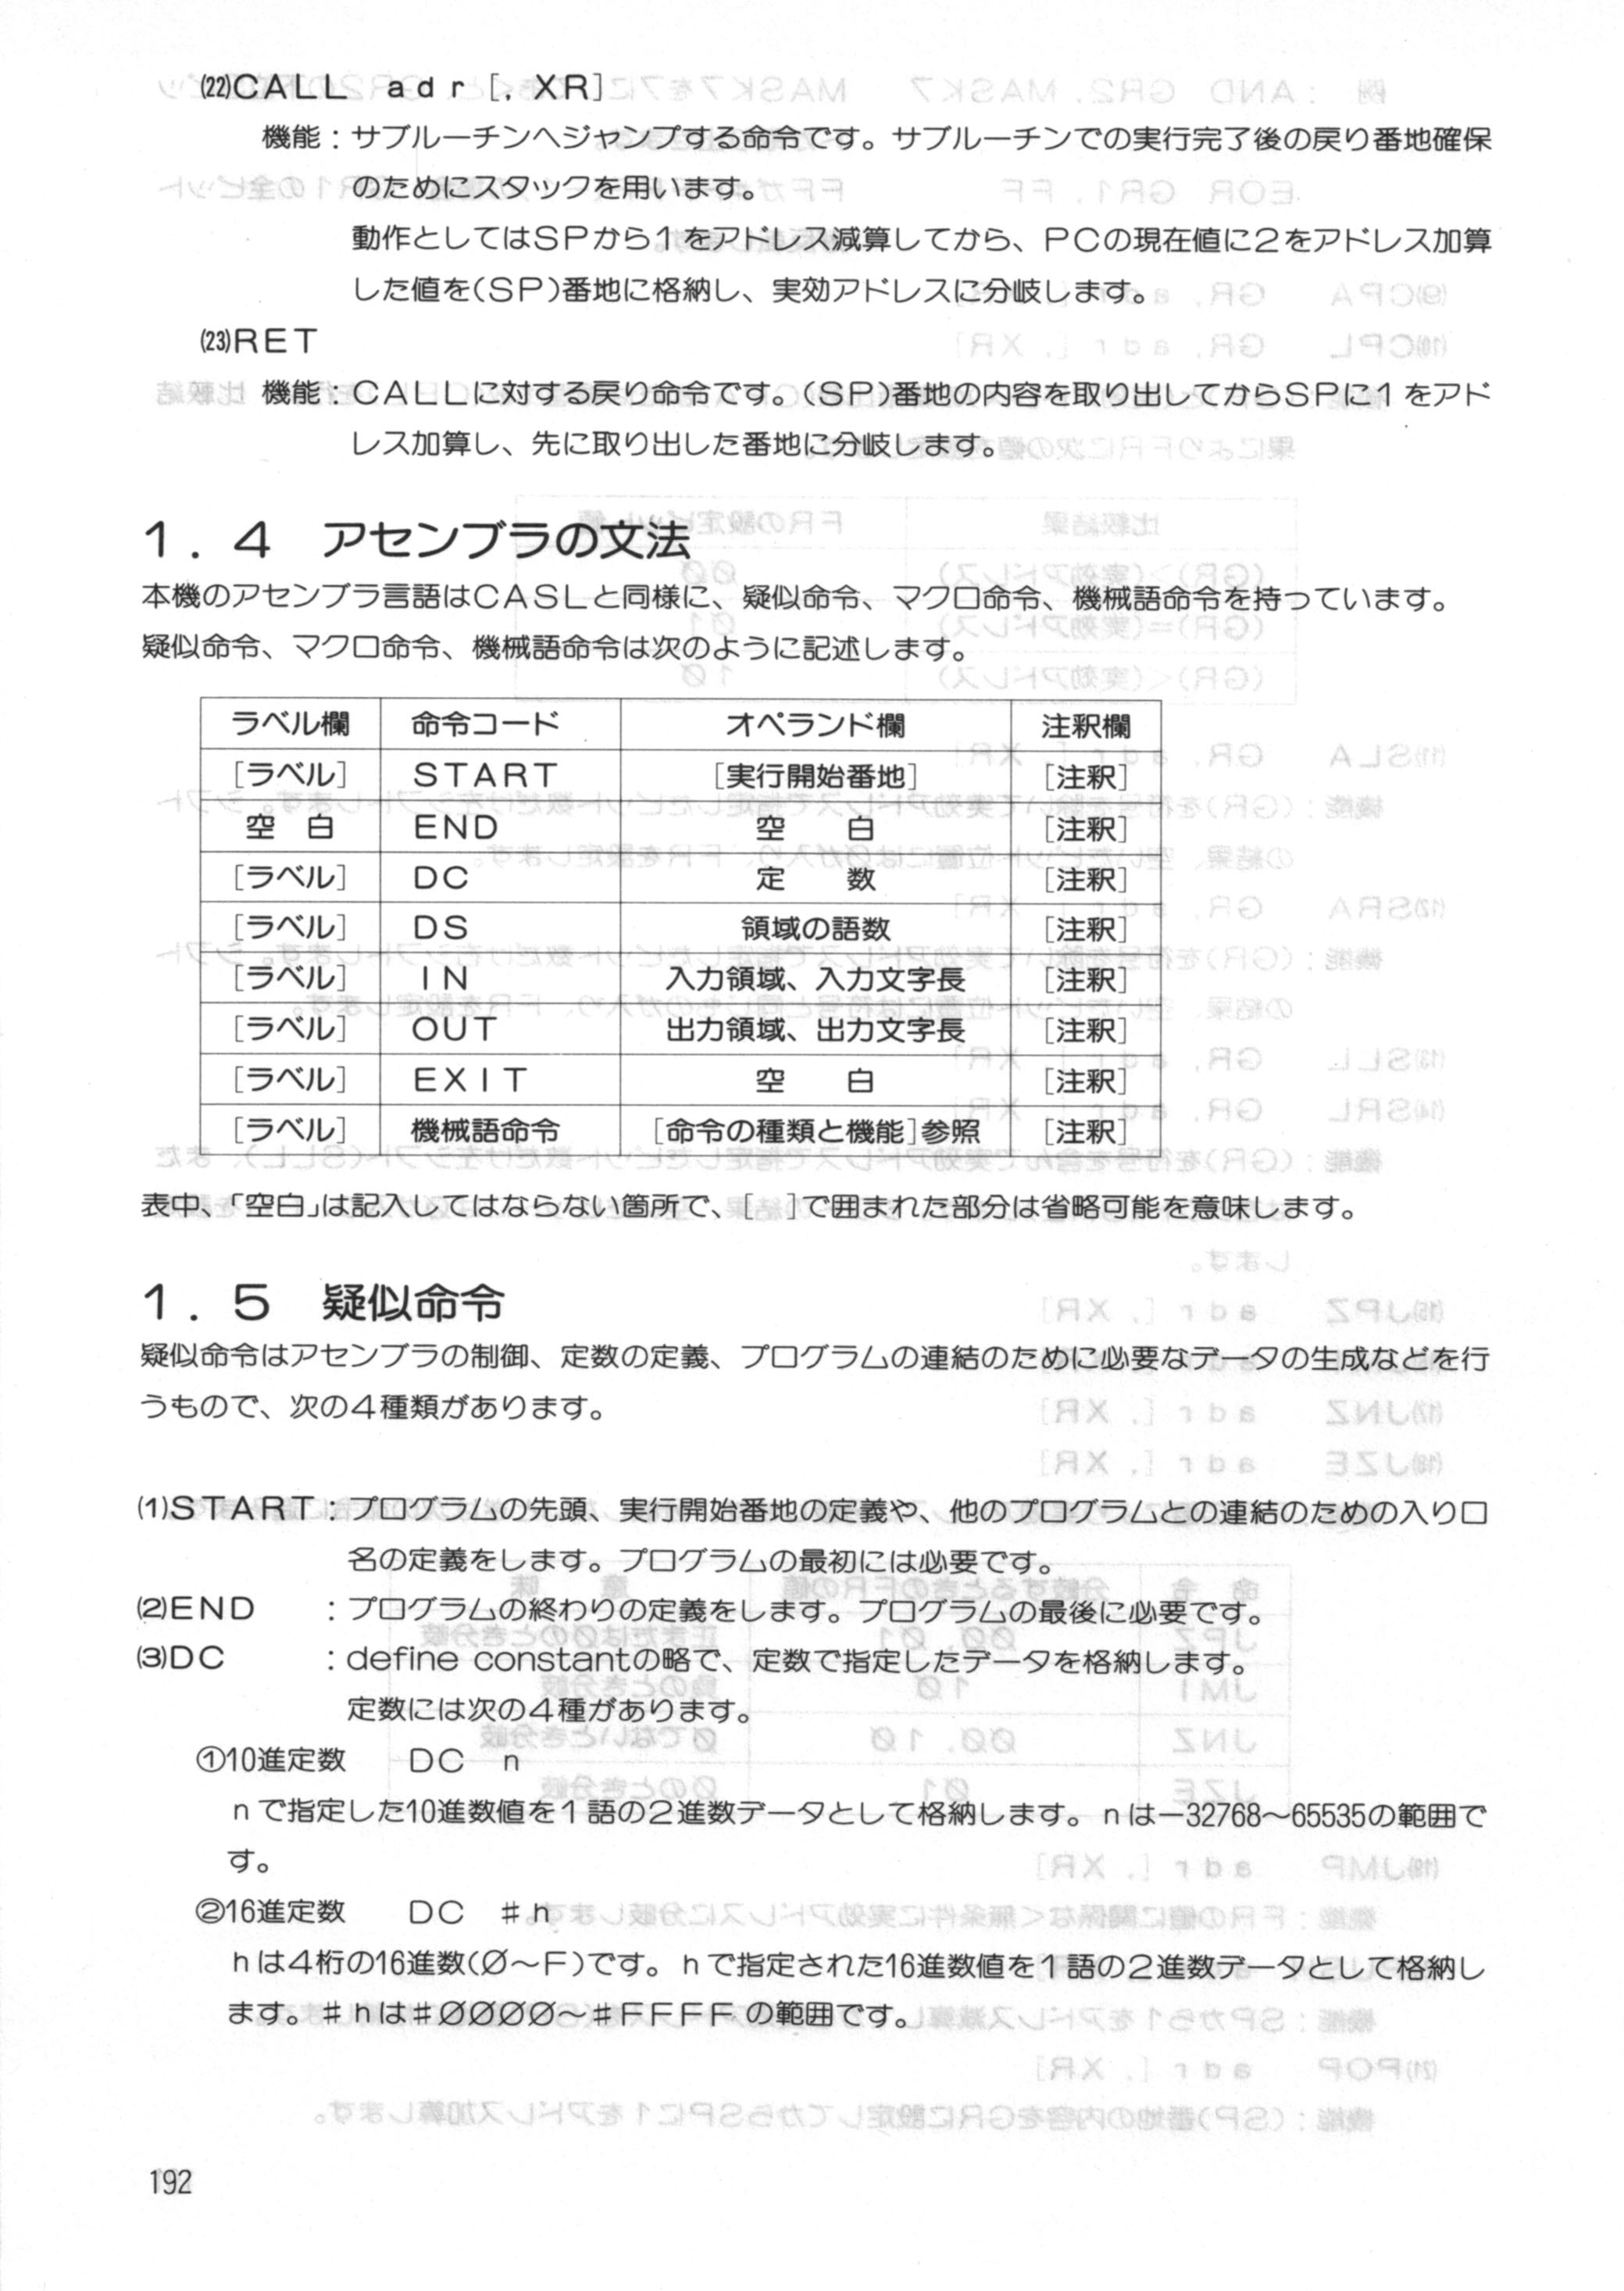 (22)CALL adr [, XR]
機能：サブルーチンへジャンプする命令です。サブルーチンでの実行完了後の戻り番地確保
のためにスタックを用います。
動作としてはSPから1をアドレス減算してから、PCの現在値に2をアドレス加算
した値を(SP)番地に格納し、実効アドレスに分岐します。
(23)RET
機能：CALLに対する戻り命令です。(SP)番地の内容を取り出してからSPに1をアド
レス加算し、先に取り出した番地に分岐します。
1．4 アセンブラの文法
本機のアセンブラ言語はCASLと同様に、疑似命令、マクロ命令、機械語命令を持っています。
疑似命令、マクロ命令、機械語命令は次のように記述します。
ラベル欄 命令コード オペランド欄 注釈欄
[ラベル] START [実行開始番地] [注釈]
空 白 END 空 白 [注釈]
[ラベル] DC 定 数 [注釈]
[ラベル] DS 領域の語数 [注釈]
[ラベル] IN 入力領域、入力文字長 [注釈]
[ラベル] OUT 出力領域、出力文字長 [注釈]
[ラベル] EXIT 空 白 [注釈]
[ラベル] 機械語命令 [命令の種類と機能]参照 [注釈]
表中、「空白」は記入してはならない箇所で、[ ]で囲まれた部分は省略可能を意味します。
1．5 疑似命令
疑似命令はアセンブラの制御、定数の定義、プログラムの連結のために必要なデータの生成などを行
うもので、次の4種類があります。
(1)START：プログラムの先頭、実行開始番地の定義や、他のプログラムとの連結のための入り口
名の定義をします。プログラムの最初には必要です。
(2)END ：プログラムの終わりの定義をします。プログラムの最後に必要です。
(3)DC ：define constantの略で、定数で指定したデータを格納します。
定数には次の4種があります。
①10進定数 DC n
nで指定した10進数値を1語の2進数データとして格納します。nは－32768～65535の範囲で
す。
②16進定数 DC ♯h
hは4桁の16進数(Ø～F)です。hで指定された16進数値を1語の2進数データとして格納し
ます。♯hは♯ØØØØ～♯FFFFの範囲です。
192